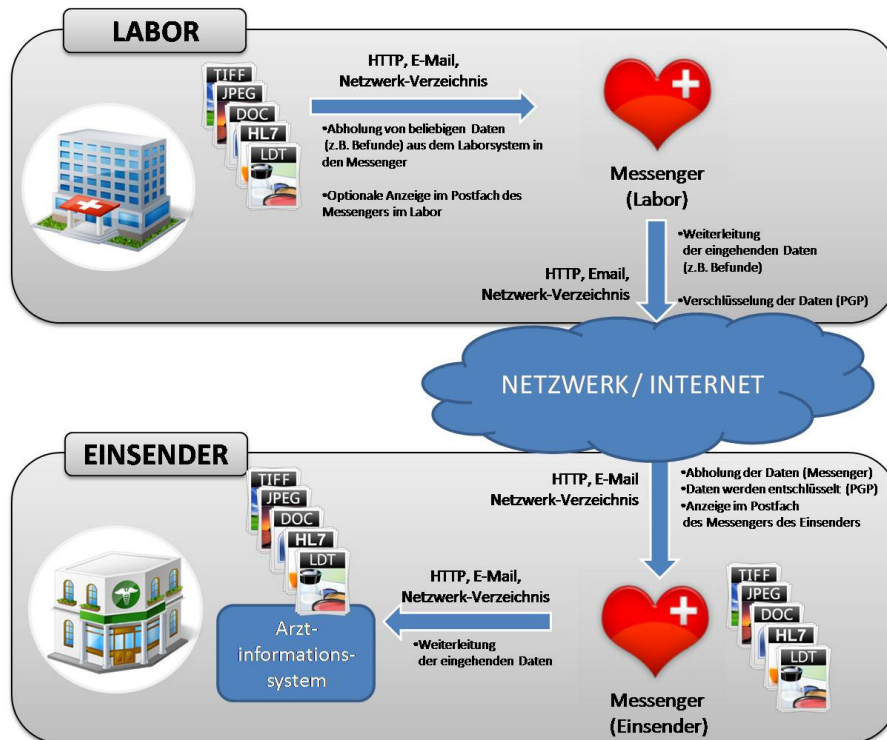 LABOR
TIFF
JPEG
DOC
HL7
LDT
HTTP, E-Mail,
Netzwerk-Verzeichnis
•Abholung von beliebigen Daten
(z.B. Befunde) aus dem Laborsystem in
den Messenger
•Optionale Anzeige im Postfach des
Messengers im Labor
Messenger
(Labor)
•Weiterleitung
der eingehenden Daten
(z.B. Befunde)
HTTP, Email,
Netzwerk-Verzeichnis
•Verschlüsselung der Daten (PGP)
NETZWERK / INTERNET
EINSENDER
HTTP, E-Mail
Netzwerk-Verzeichnis
•Abholung der Daten (Messenger)
•Daten werden entschlüsselt (PGP)
•Anzeige im Postfach
des Messengers des Einsenders
TIFF
JPEG
DOC
HL7
LDT
Arzt-
informations-
system
HTTP, E-Mail,
Netzwerk-Verzeichnis
•Weiterleitung
der eingehenden Daten
Messenger
(Einsender)
TIFF
JPEG
DOC
HL7
LDT